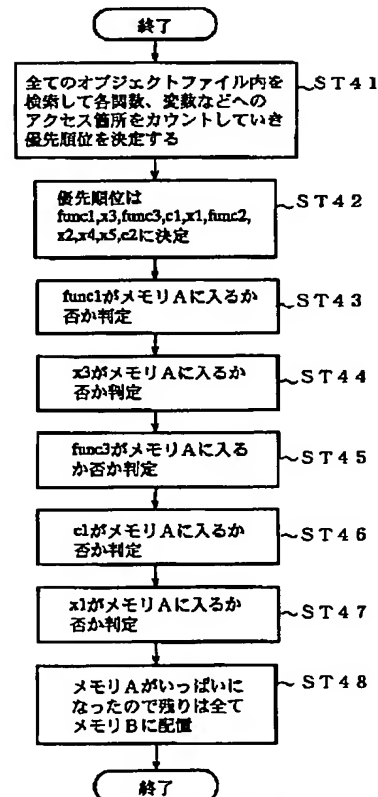 終了
全てのオブジェクトファイル内を
検索して各関数、変数などへの
アクセス箇所をカウントしていき
優先順位を決定する
ST41
優先順位は
func1,x3,func3,c1,x1,func2,
x2,x4,x5,c2に決定
ST42
func1がメモリAに入るか
否か判定
ST43
x3がメモリAに入るか
否か判定
ST44
func3がメモリAに入る
か否か判定
ST45
c1がメモリAに入るか
否か判定
ST46
x1がメモリAに入るか
否か判定
ST47
メモリAがいっぱいに
なったので残りは全て
メモリBに配置
ST48
終了